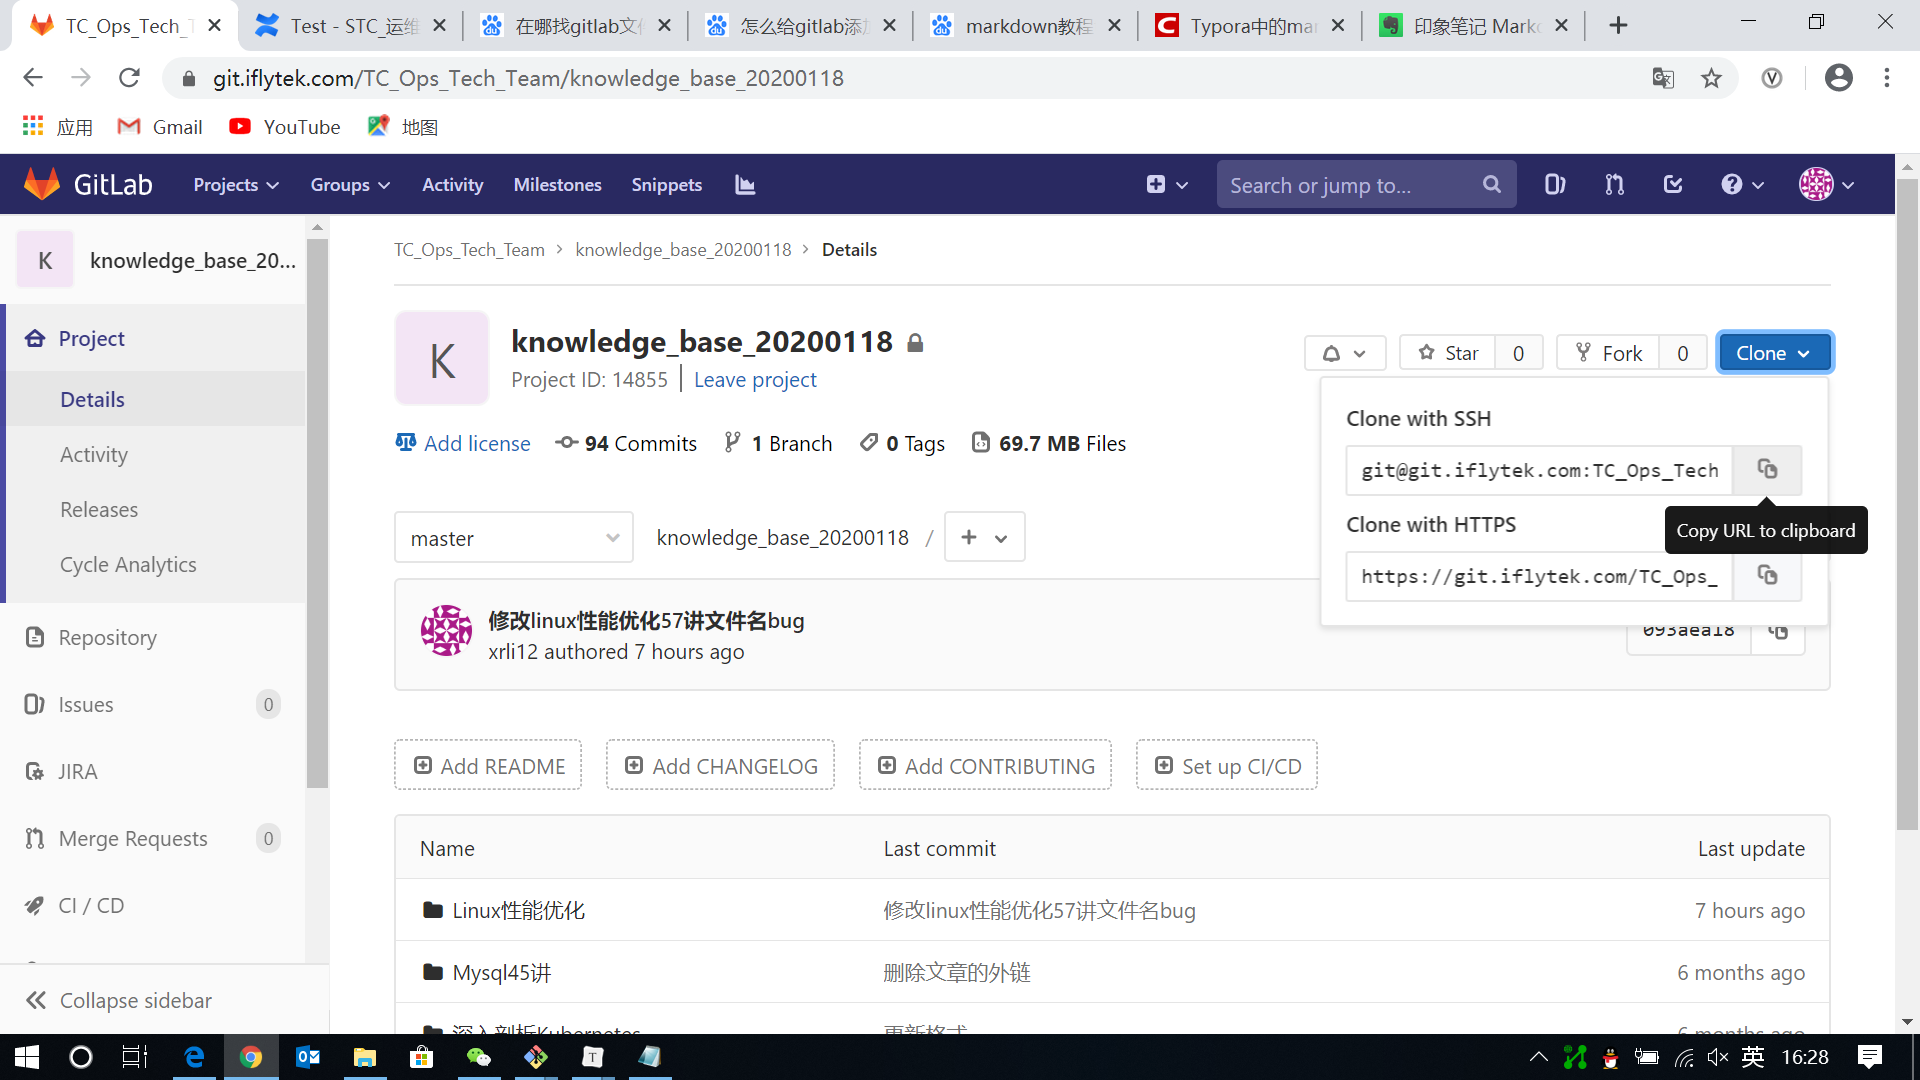 TC_Ops_Tech_T
Test - STC_运维
在哪找gitlab文件
怎么给gitlab添加
markdown教程
Typora中的mar
印象笔记 Markd
git.iflytek.com/TC_Ops_Tech_Team/knowledge_base_20200118
应用
Gmail
YouTube
地图
GitLab
Projects
Groups
Activity
Milestones
Snippets
Search or jump to...
K
knowledge_base_20...
Project
Details
Activity
Releases
Cycle Analytics
Repository
Issues 0
JIRA
Merge Requests 0
CI / CD
Collapse sidebar
TC_Ops_Tech_Team > knowledge_base_20200118 > Details
K
knowledge_base_20200118
Project ID: 14855 | Leave project
Star 0
Fork 0
Clone
Add license
94 Commits
1 Branch
0 Tags
69.7 MB Files
Clone with SSH
git@git.iflytek.com:TC_Ops_Tech
Copy URL to clipboard
Clone with HTTPS
https://git.iflytek.com/TC_Ops_
master
knowledge_base_20200118 / +
修改linux性能优化57讲文件名bug
xrli12 authored 7 hours ago
093aea18
Add README
Add CHANGELOG
Add CONTRIBUTING
Set up CI/CD
Name Last commit Last update
Linux性能优化 修改linux性能优化57讲文件名bug 7 hours ago
Mysql45讲 删除文章的外链 6 months ago
深入剖析Kubernetes 更新格式 6 months ago
英 16:28